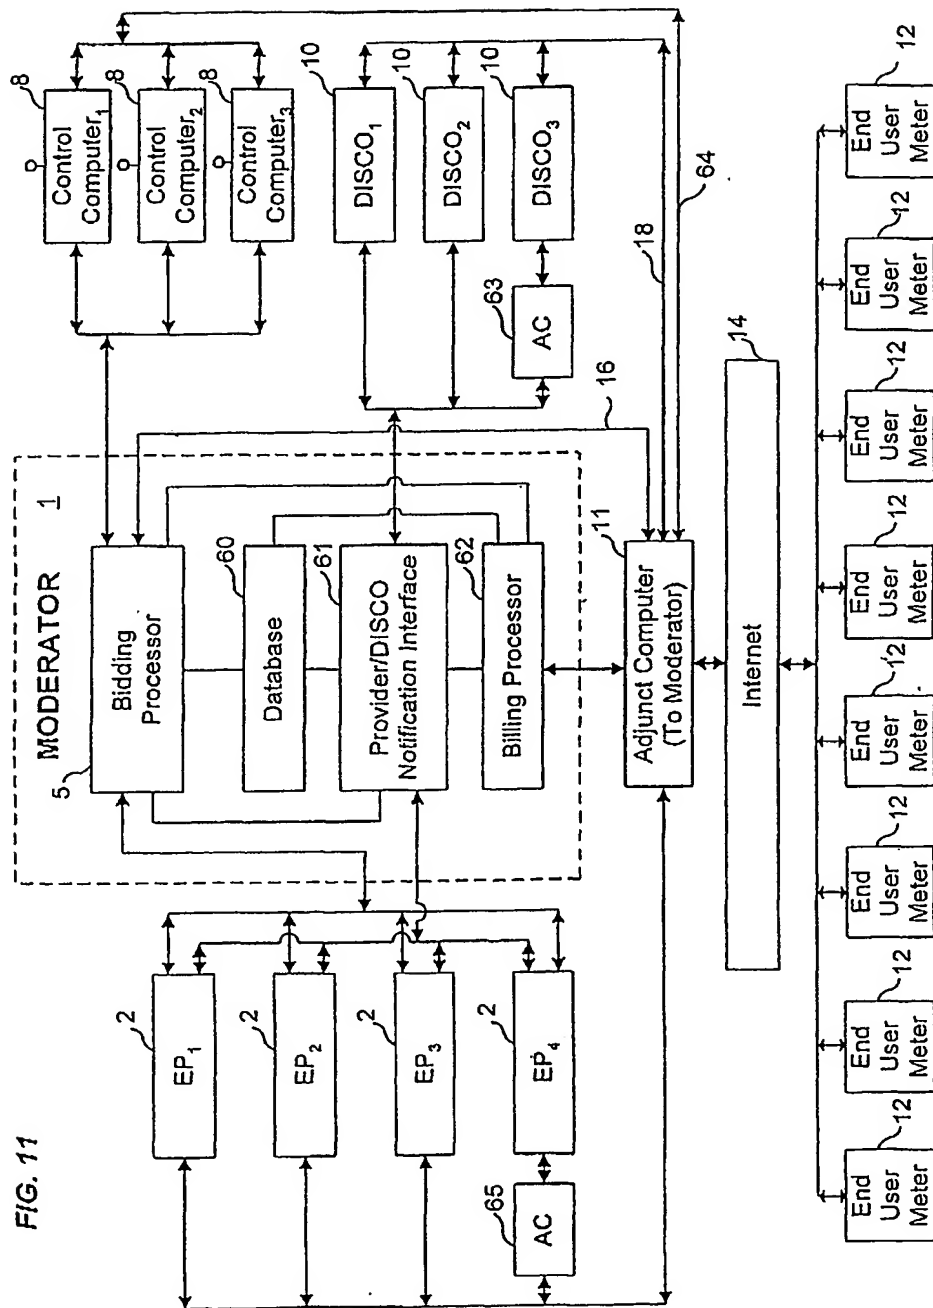 FIG. 11
MODERATOR
1
5
Bidding
Processor
60
Database
61
Provider/DISCO
Notification Interface
62
Billing Processor
2
EP1
2
EP2
2
EP3
2
EP4
65
AC
8
Control
Computer1
8
Control
Computer2
8
Control
Computer3
10
DISCO1
10
DISCO2
10
DISCO3
63
AC
16
18
64
11
Adjunct Computer
(To Moderator)
14
Internet
12
End
User
Meter
12
End
User
Meter
12
End
User
Meter
12
End
User
Meter
12
End
User
Meter
12
End
User
Meter
12
End
User
Meter
12
End
User
Meter